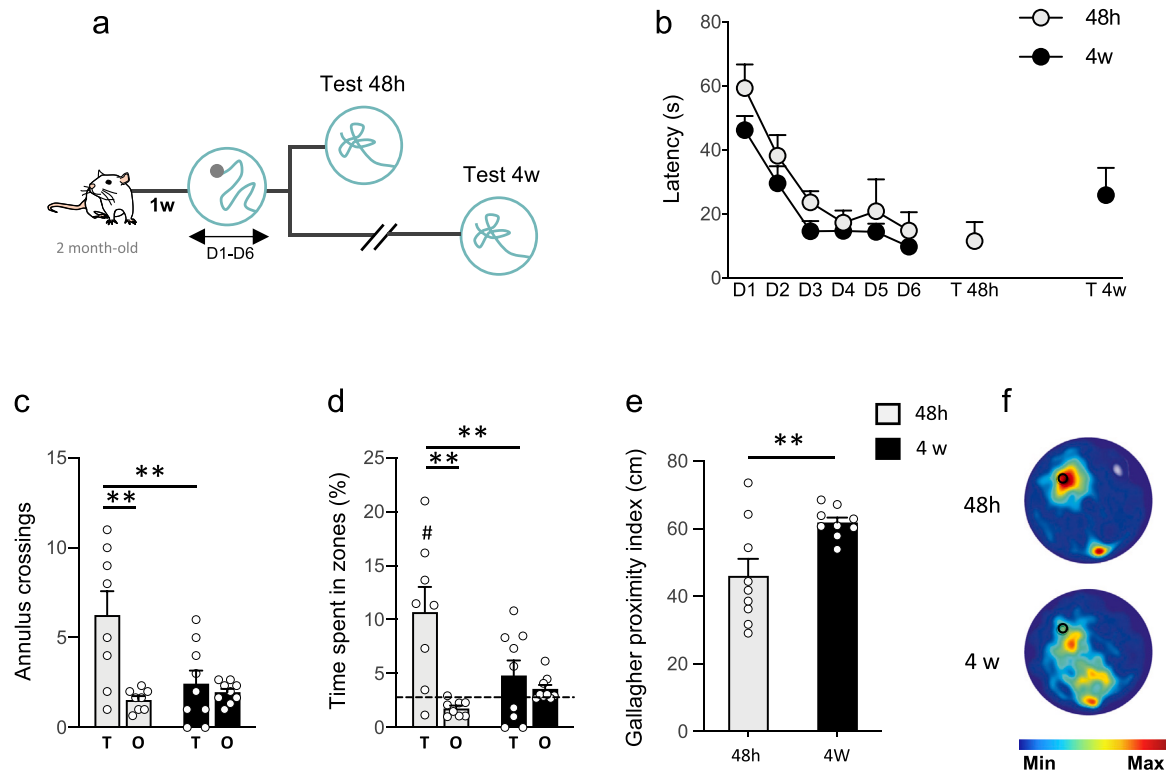 a
Test 48h
Test 4w
1w
2 month-old
D1-D6
b
48h
4w
Latency (s)
80
60
40
20
0
D1 D2 D3 D4 D5 D6 T 48h T 4w
c
Annulus crossings
15
10
5
0
**
**
T O T O
d
Time spent in zones (%)
25
20
15
10
5
0
**
**
#
T O T O
e
48h
4 w
Gallagher proximity index (cm)
80
60
40
20
0
**
48h 4W
f
48h
4 w
Min Max